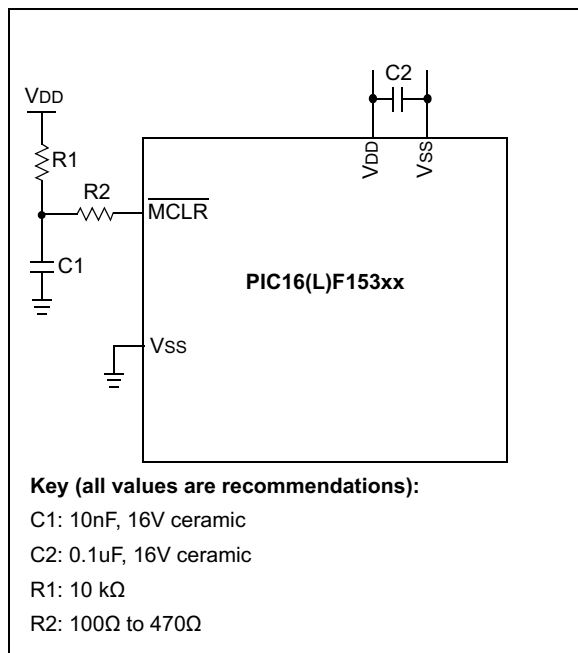 C2
VDD
VDD
VSS
R1
R2
MCLR
C1
PIC16(L)F153xx
VSS
Key (all values are recommendations):
C1: 10nF, 16V ceramic
C2: 0.1uF, 16V ceramic
R1: 10 kΩ
R2: 100Ω to 470Ω